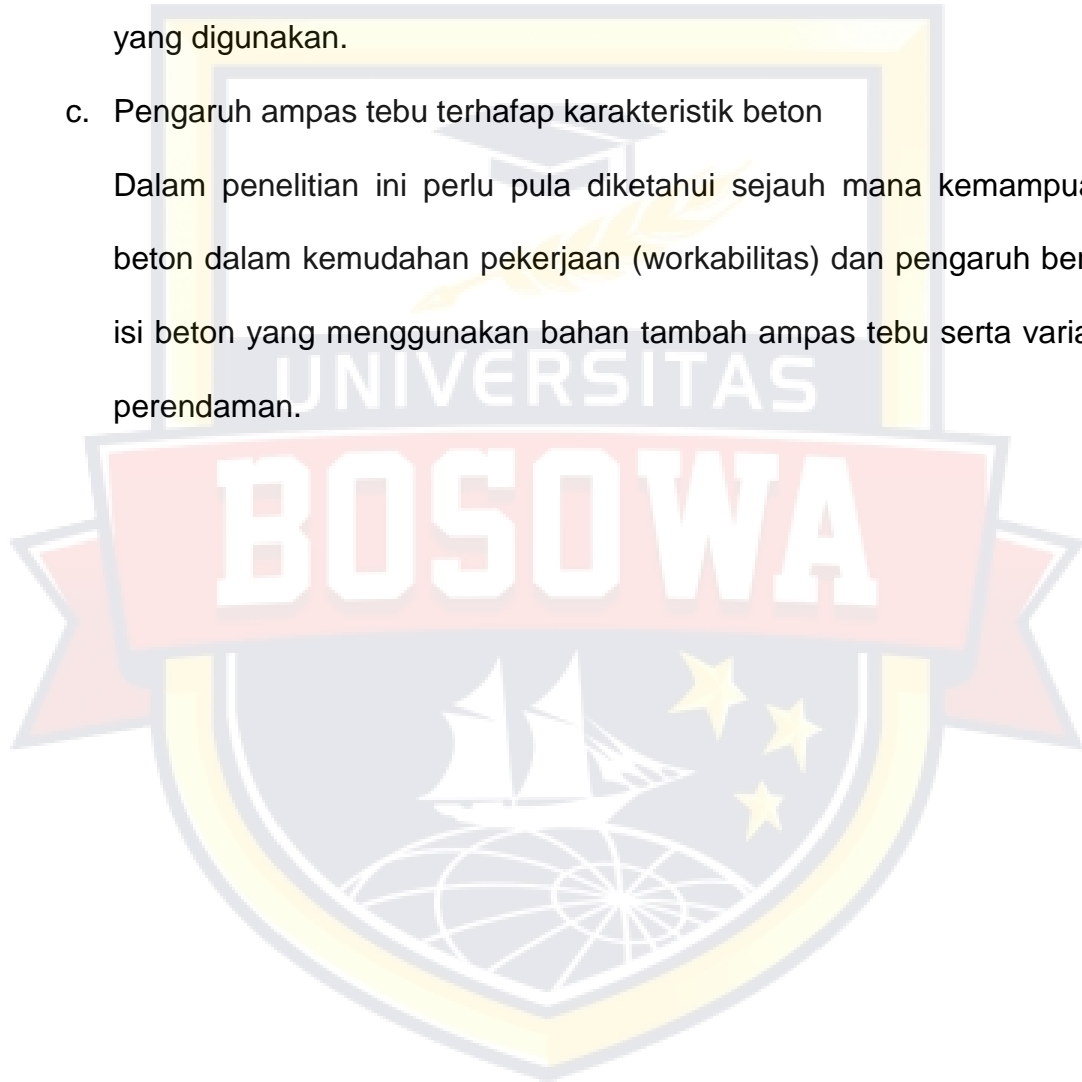 yang digunakan.
c. Pengaruh ampas tebu terhafap karakteristik beton
Dalam penelitian ini perlu pula diketahui sejauh mana
beton dalam kemudahan pekerjaan (workabilitas) dan pengaruh
isi beton yang menggunakan bahan tambah ampas tebu serta
perendaman.
UNIVERSITAS
BOSOWA